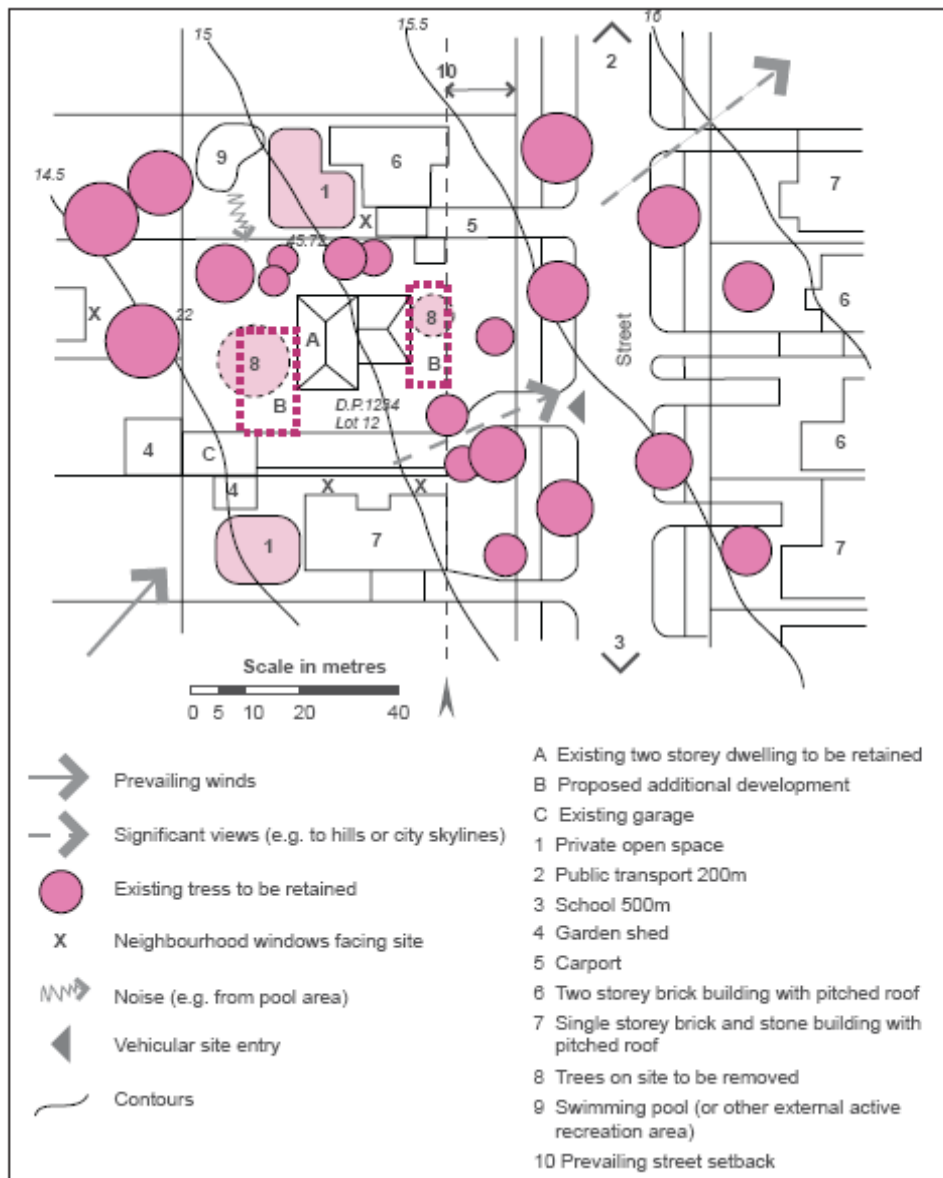 15
15.5
16
10
2
9
1
6
7
14.5
X
5
45.72
X
22
8
A
8
B
B
6
Street
D.P.1234
Lot 12
4
C
4
X
X
6
1
7
7
3
Scale in metres
0 5 10 20 40
Prevailing winds
Significant views (e.g. to hills or city skylines)
Existing tress to be retained
X Neighbourhood windows facing site
Noise (e.g. from pool area)
Vehicular site entry
Contours
A Existing two storey dwelling to be retained
B Proposed additional development
C Existing garage
1 Private open space
2 Public transport 200m
3 School 500m
4 Garden shed
5 Carport
6 Two storey brick building with pitched roof
7 Single storey brick and stone building with
pitched roof
8 Trees on site to be removed
9 Swimming pool (or other external active
recreation area)
10 Prevailing street setback